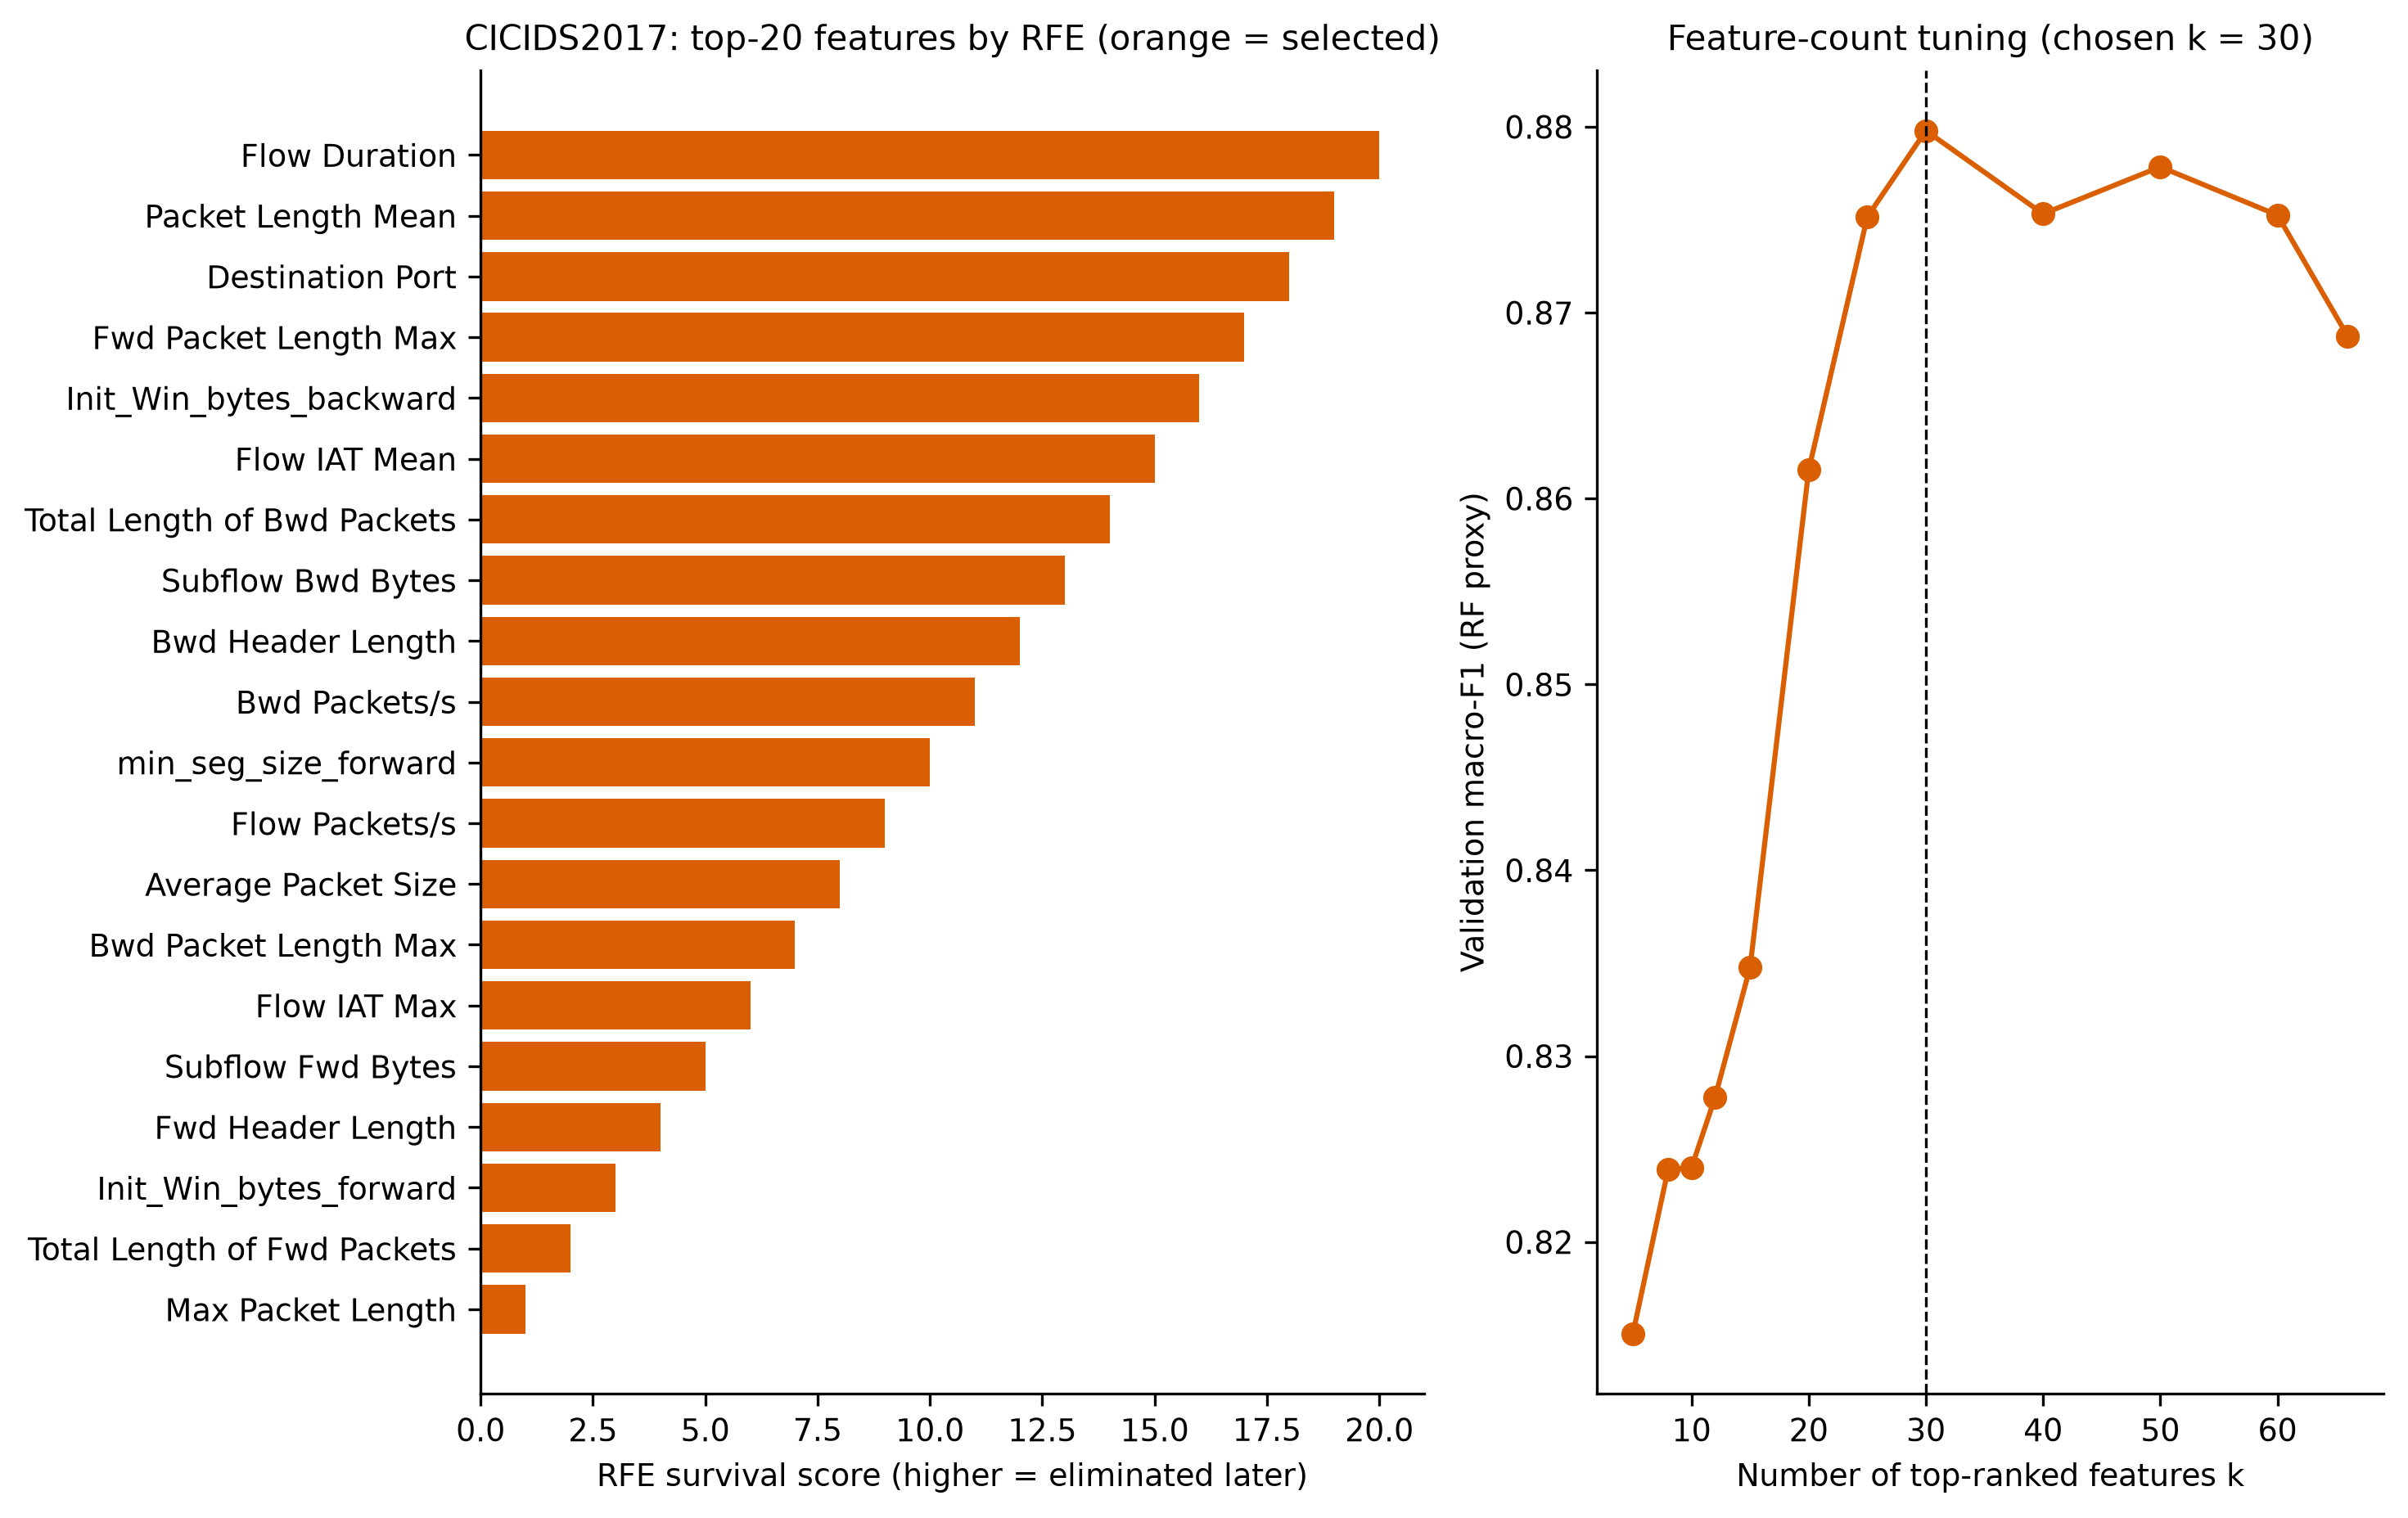 CICIDS2017: top-20 features by RFE (orange = selected)
Flow Duration
Packet Length Mean
Destination Port
Fwd Packet Length Max
Init_Win_bytes_backward
Flow IAT Mean
Total Length of Bwd Packets
Subflow Bwd Bytes
Bwd Header Length
Bwd Packets/s
min_seg_size_forward
Flow Packets/s
Average Packet Size
Bwd Packet Length Max
Flow IAT Max
Subflow Fwd Bytes
Fwd Header Length
Init_Win_bytes_forward
Total Length of Fwd Packets
Max Packet Length
0.0 2.5 5.0 7.5 10.0 12.5 15.0 17.5 20.0
RFE survival score (higher = eliminated later)
Feature-count tuning (chosen k = 30)
Validation macro-F1 (RF proxy)
0.88
0.87
0.86
0.85
0.84
0.83
0.82
10 20 30 40 50 60
Number of top-ranked features k